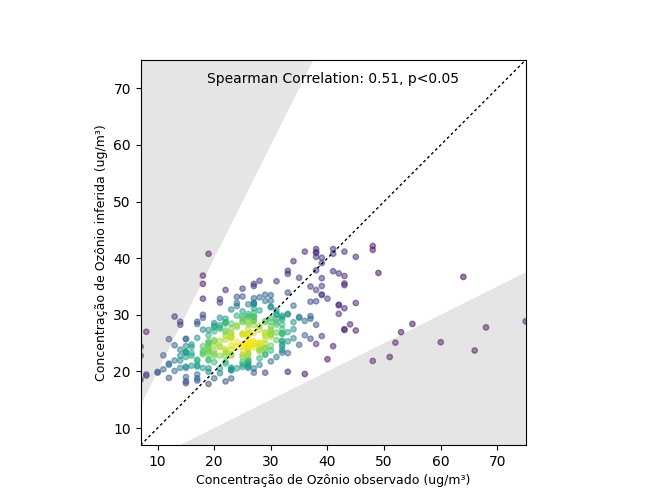 Spearman Correlation: 0.51, p<0.05
70
60
50
40
30
20
10
Concentração de Ozônio inferida (ug/m³)
10 20 30 40 50 60 70
Concentração de Ozônio observado (ug/m³)